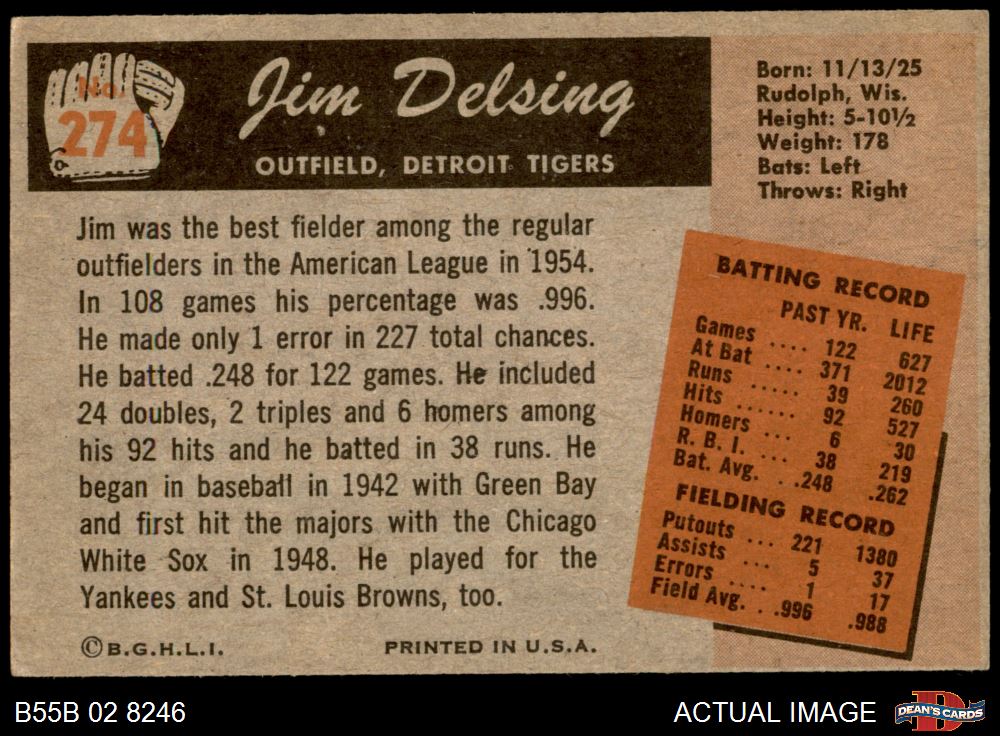 No.
274
Jim Delsing
OUTFIELD, DETROIT TIGERS
Born: 11/13/25
Rudolph, Wis.
Height: 5-10½
Weight: 178
Bats: Left
Throws: Right
Jim was the best fielder among the regular
outfielders in the American League in 1954.
In 108 games his percentage was .996.
He made only 1 error in 227 total chances.
He batted .248 for 122 games. He included
24 doubles, 2 triples and 6 homers among
his 92 hits and he batted in 38 runs. He
began in baseball in 1942 with Green Bay
and first hit the majors with the Chicago
White Sox in 1948. He played for the
Yankees and St. Louis Browns, too.
BATTING RECORD
PAST YR. LIFE
Games .... 122 627
At Bat .... 371 2012
Runs ..... 39 260
Hits ...... 92 527
Homers ... 6 30
R. B. I. ... 38 219
Bat. Avg. ..248 .262
FIELDING RECORD
Putouts ... 221 1380
Assists ... 5 37
Errors .... 1 17
Field Avg. . .996 .988
©B.G.H.L.I. PRINTED IN U.S.A.
B55B 02 8246 ACTUAL IMAGE
D
DEAN'S CARDS